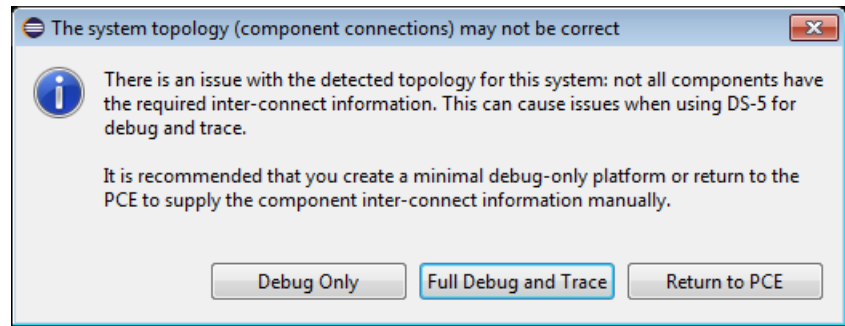 The system topology (component connections) may not be correct
There is an issue with the detected topology for this system: not all components have
the required inter-connect information. This can cause issues when using DS-5 for
debug and trace.
It is recommended that you create a minimal debug-only platform or return to the
PCE to supply the component inter-connect information manually.
Debug Only Full Debug and Trace Return to PCE